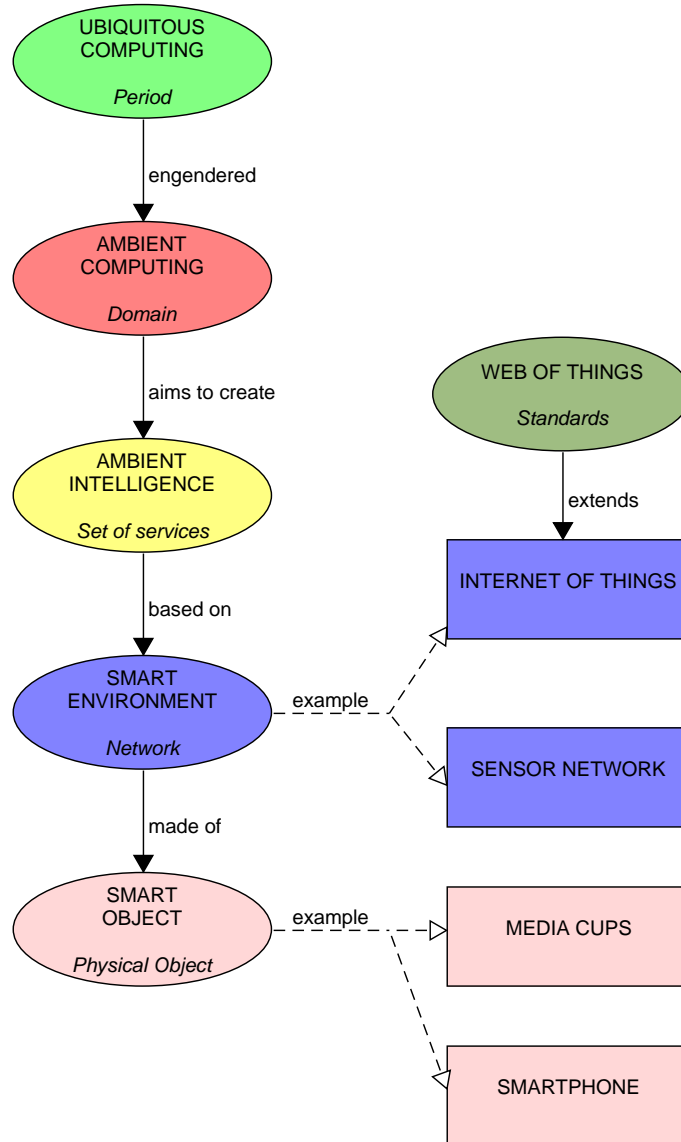 UBIQUITOUS
COMPUTING
Period
engendered
AMBIENT
COMPUTING
Domain
aims to create
AMBIENT
INTELLIGENCE
Set of services
based on
SMART
ENVIRONMENT
Network
made of
SMART
OBJECT
Physical Object
WEB OF THINGS
Standards
extends
INTERNET OF THINGS
example
SENSOR NETWORK
example
MEDIA CUPS
SMARTPHONE